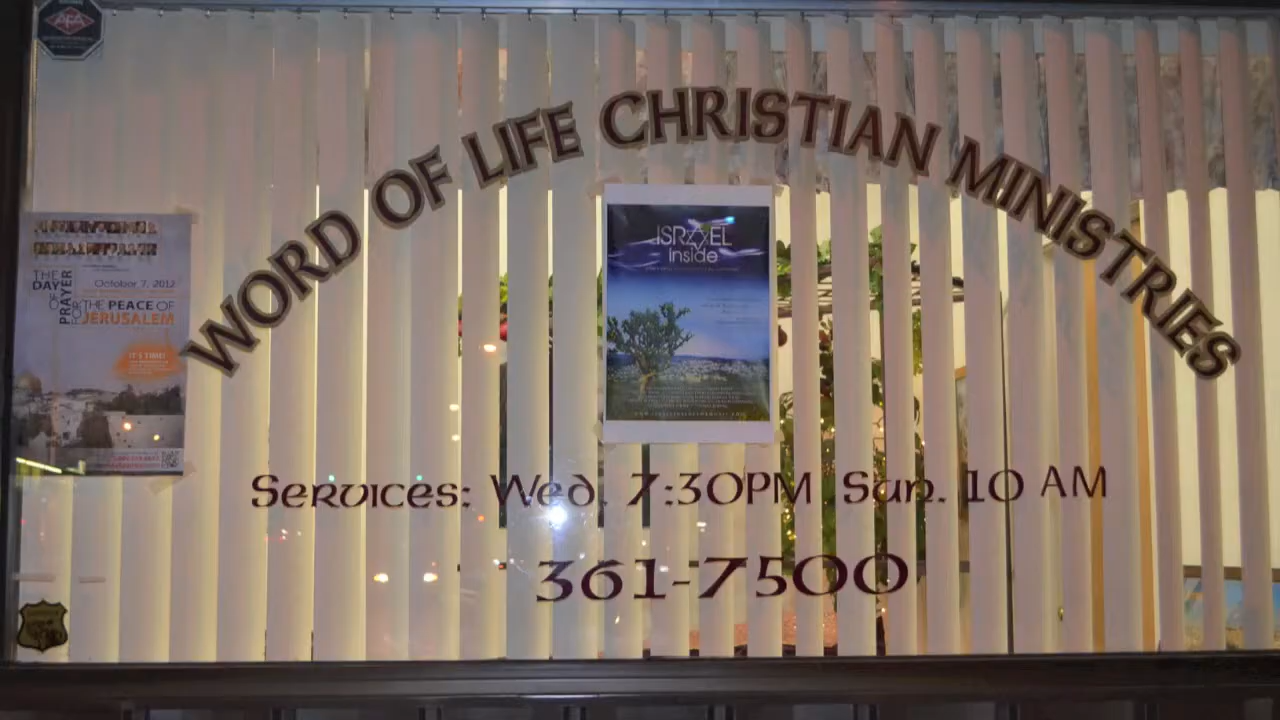 AFA
WORD OF LIFE CHRISTIAN MINISTRIES
THE DAY OF PRAYER
October 7, 2012
FOR THE PEACE OF
JERUSALEM
IT'S TIME!
ISRAEL
inside
Services: Wed. 7:30PM Sun. 10 AM
361-7500